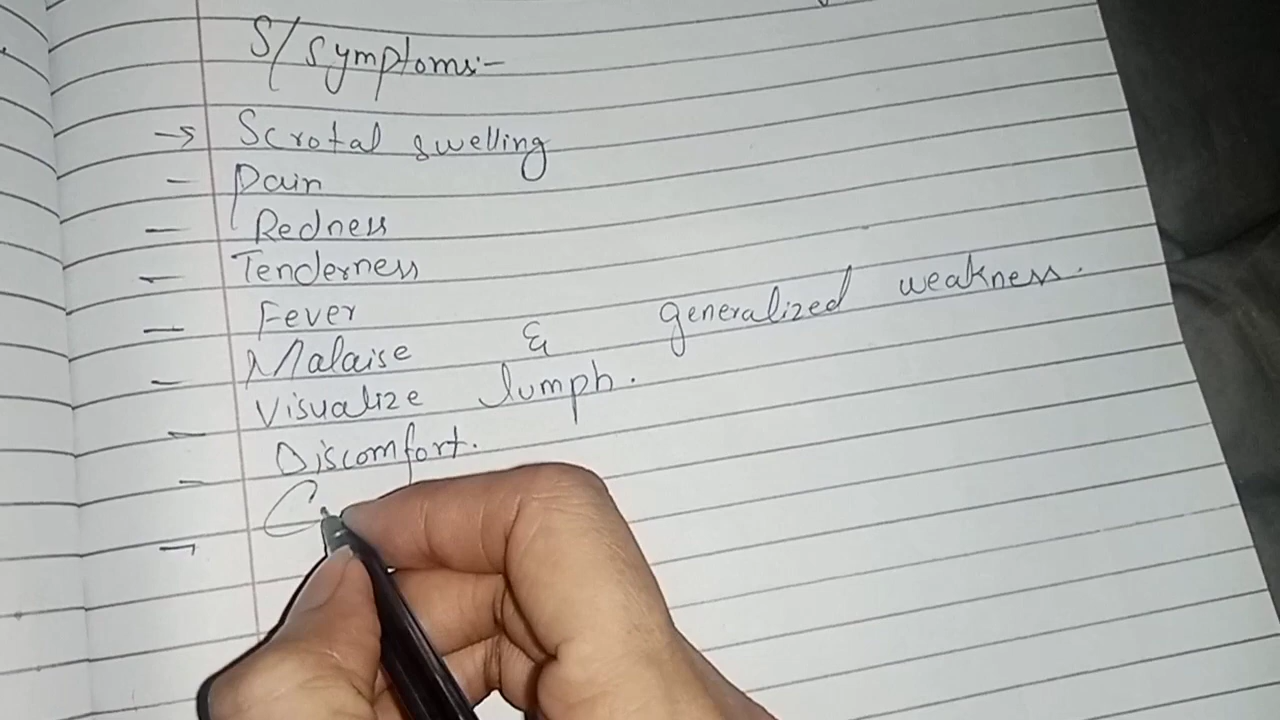 S/Symptoms:-
→ Scrotal swelling
- Pain
- Redness
- Tenderness
- Fever
- Malaise & generalized weakness.
- Visualize lumph.
- Discomfort.
- C